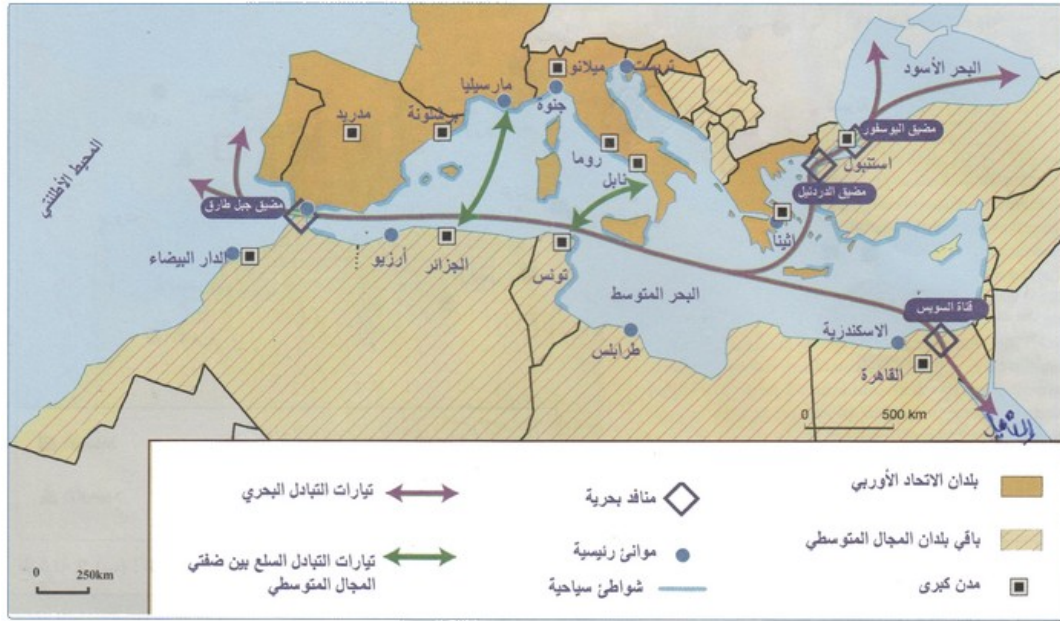 البحر الأسود
تريست
ميلانو
مارسيليا
جنوة
مدريد
برشلونة
مضيق البوسفور
استنبول
روما
نابل
مضيق الدردنيل
المحيط الأطلنتي
مضيق جبل طارق
اثينا
الدار البيضاء
أرزيو
الجزائر
تونس
البحر المتوسط
قناة السويس
الاسكندرية
طرابلس
القاهرة
0 500 km
بلدان الاتحاد الأوربي
منافد بحرية
تيارات التبادل البحري
باقي بلدان المجال المتوسطي
موانئ رئيسية
تيارات التبادل السلع بين ضفتي
المجال المتوسطي
مدن كبرى
شواطئ سياحية
0 250km